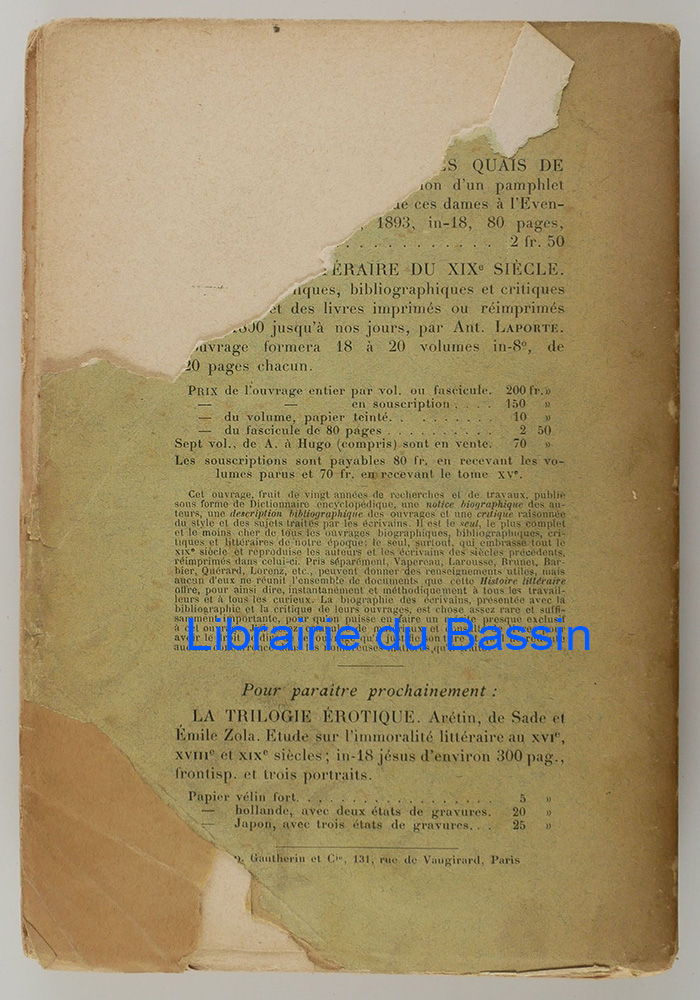 ES QUAIS DE
ion d'un pamphlet
ue ces dames à l'Even-
1893, in-18, 80 pages,
. . . . . . . . . . 2 fr. 50
ÉRAIRE DU XIXe SIÈCLE.
iques, bibliographiques et critiques
et des livres imprimés ou réimprimés
1800 jusqu'à nos jours, par Ant. LAPORTE.
ouvrage formera 18 à 20 volumes in-8º, de
20 pages chacun.
PRIX de l'ouvrage entier par vol. ou fascicule. 200 fr. »
— — en souscription . . . . 150 »
— du volume, papier teinté. . . . . . . . . 10 »
— du fascicule de 80 pages . . . . . . . . . . 2 50
Sept vol., de A. à Hugo (compris) sont en vente. 70 »
Les souscriptions sont payables 80 fr. en recevant les vo-
lumes parus et 70 fr. en recevant le tome XVe.
Cet ouvrage, fruit de vingt années de recherches et de travaux, publié
sous forme de Dictionnaire encyclopédique, une notice biographique des au-
teurs, une description bibliographique des ouvrages et une critique raisonnée
du style et des sujets traités par les écrivains. Il est le seul, le plus complet
et le moins cher de tous les ouvrages biographiques, bibliographiques, cri-
tiques et littéraires de notre époque; le seul, surtout, qui embrasse tout le
XIXe siècle et reproduise les auteurs et les écrivains des siècles précédents,
réimprimés dans celui-ci. Pris séparément, Vapereau, Larousse, Brunet, Bar-
bier, Quérard, Lorenz, etc., peuvent donner des renseignements utiles, mais
aucun d'eux ne réunit l'ensemble de documents que cette Histoire littéraire
offre, pour ainsi dire, instantanément et méthodiquement à tous les travail-
leurs et à tous les curieux. La biographie des écrivains, présentée avec la
bibliographie et la critique de leurs ouvrages, est chose assez rare et suffi-
samment importante, pour qu'on puisse en faire un mérite presque exclusif
à cet ouvrage
Librairie du Bassin
Pour paraître prochainement :
LA TRILOGIE ÉROTIQUE. Arétin, de Sade et
Émile Zola. Etude sur l'immoralité littéraire au XVIe,
XVIIIe et XIXe siècles; in-18 jésus d'environ 300 pag.,
frontisp. et trois portraits.
Papier vélin fort. . . . . . . . . . . . . . . . . . 5 »
— hollande, avec deux états de gravures. 20 »
— Japon, avec trois états de gravures. . . 25 »
Gautherin et Cie, 131, rue de Vaugirard, Paris